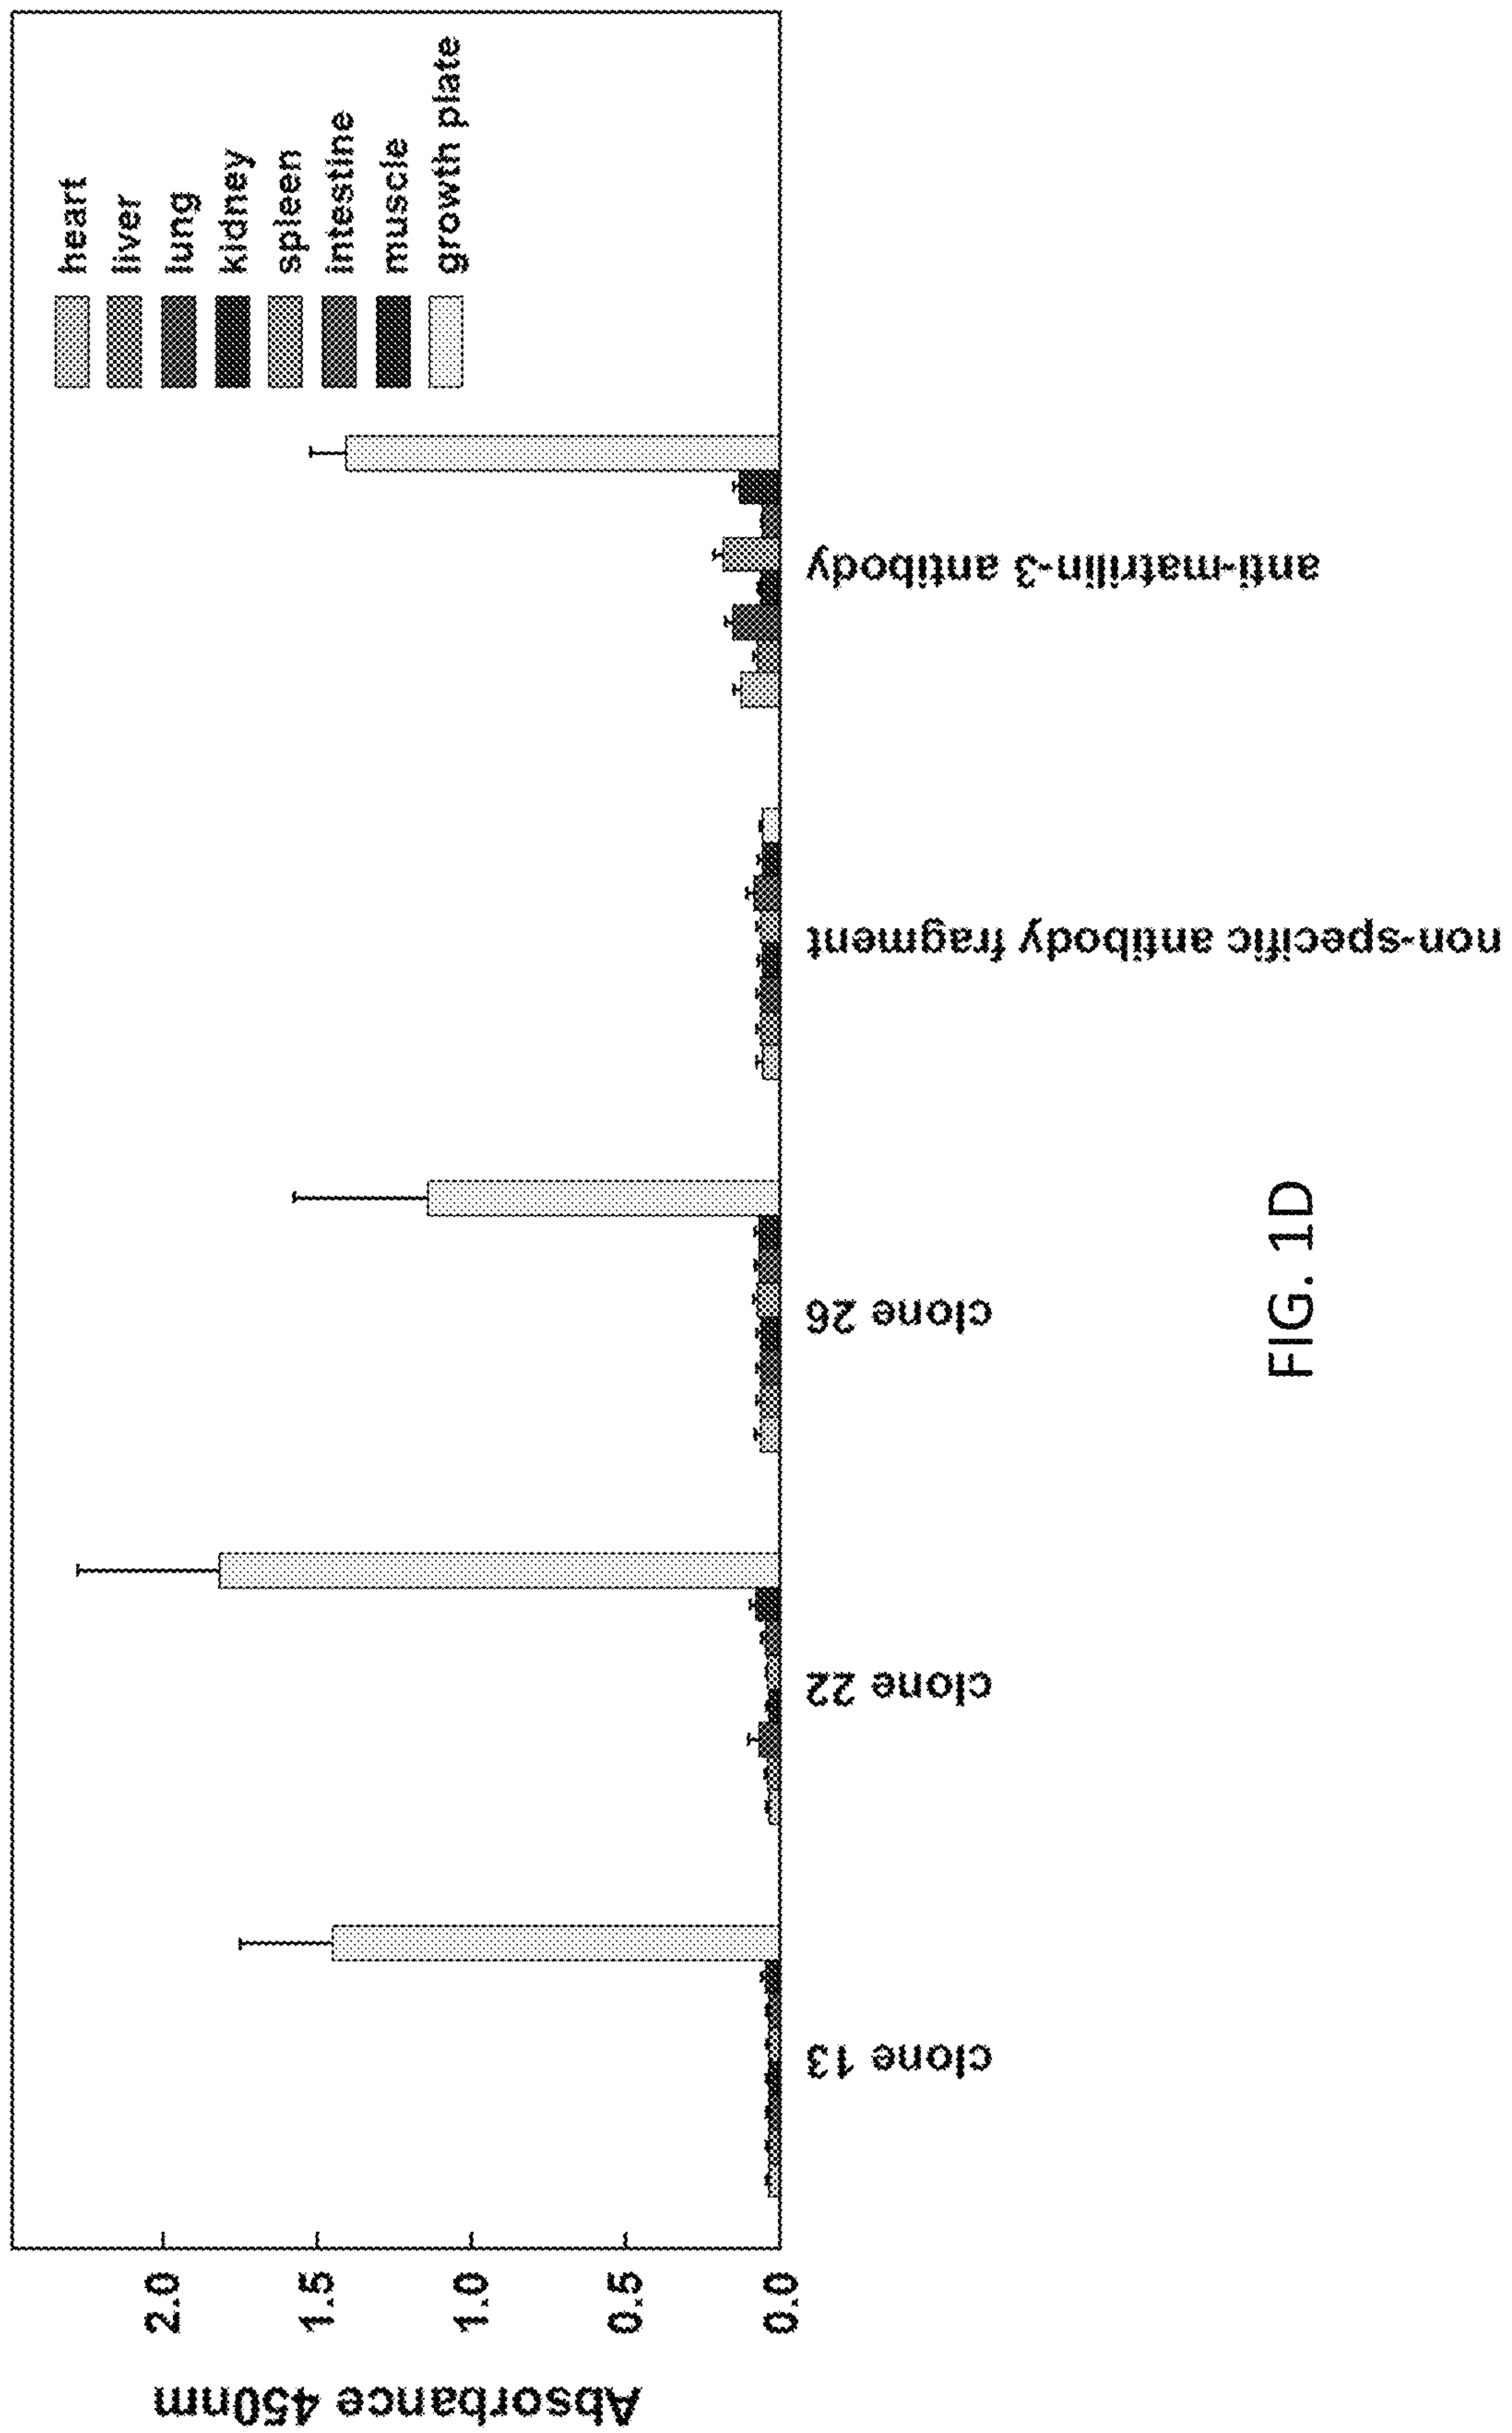 Absorbance 450nm
2.0
1.5
1.0
0.5
0.0
heart
liver
lung
kidney
spleen
intestine
muscle
growth plate
clone 13
clone 22
clone 26
non-specific antibody fragment
anti-matrilin-3 antibody
FIG. 1D